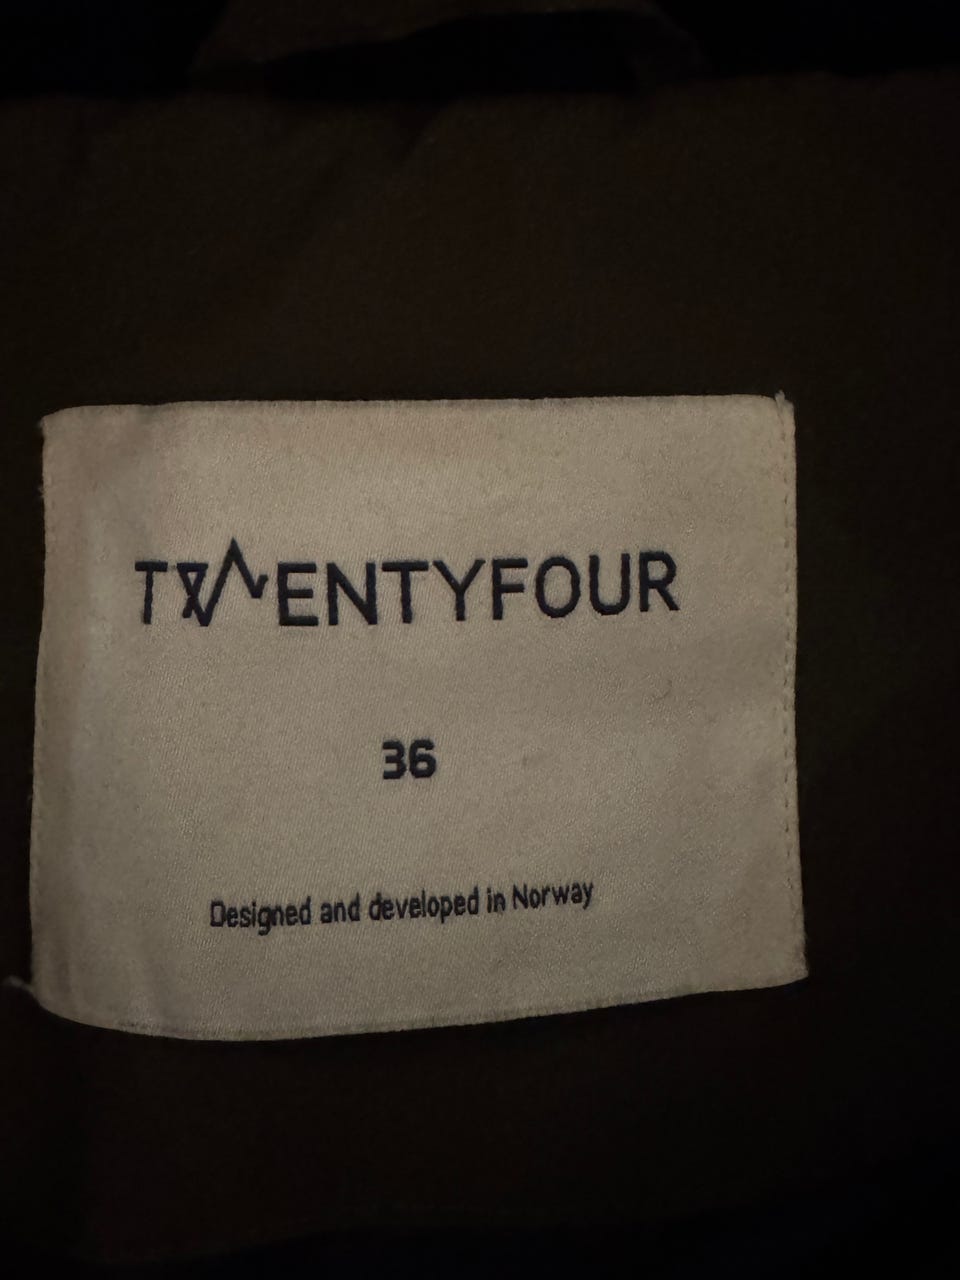 TWENTYFOUR
36
Designed and developed in Norway